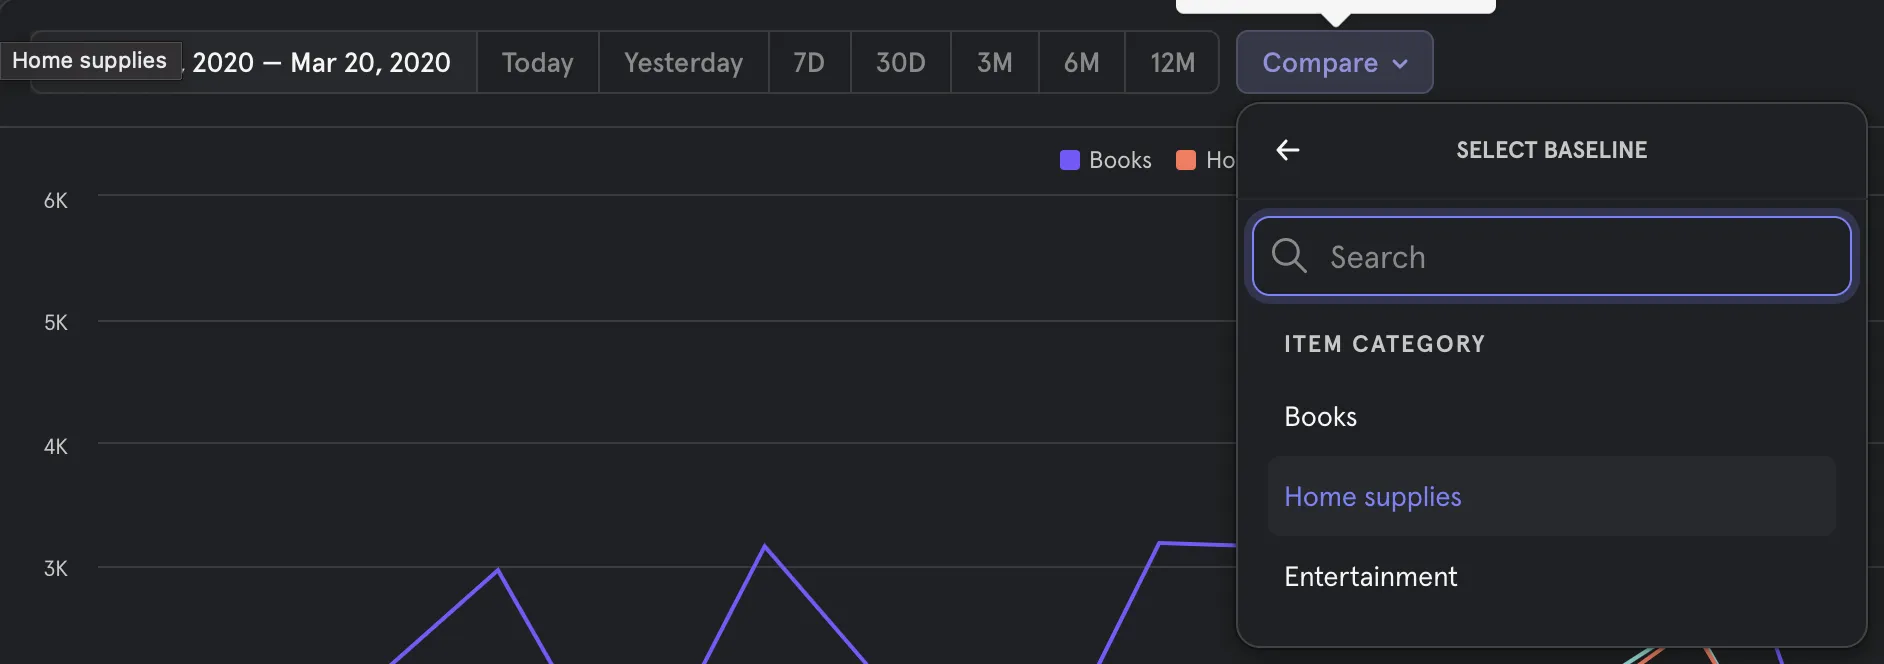 Home supplies
, 2020 — Mar 20, 2020
Today
Yesterday
7D
30D
3M
6M
12M
Compare
SELECT BASELINE
Books
Ho
Search
ITEM CATEGORY
Books
Home supplies
Entertainment
6K
5K
4K
3K